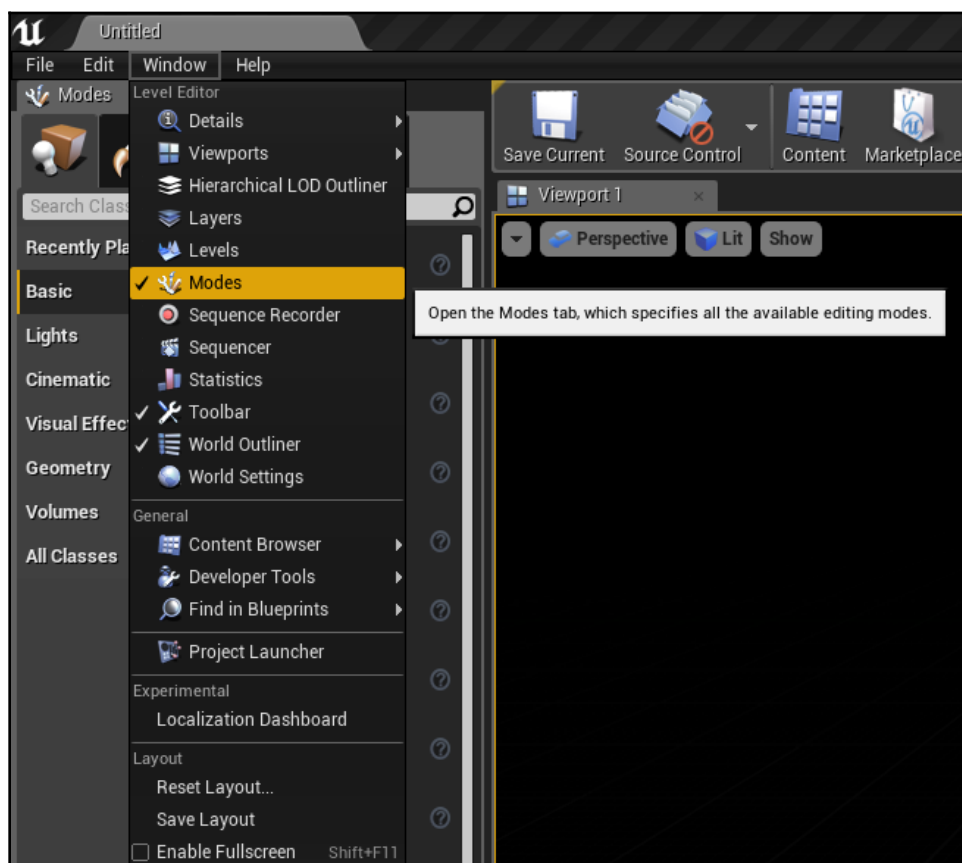 Untitled
File Edit Window Help
Modes
Level Editor
Details
Viewports
Hierarchical LOD Outliner
Layers
Levels
Modes
Sequence Recorder
Sequencer
Statistics
Toolbar
World Outliner
World Settings
General
Content Browser
Developer Tools
Find in Blueprints
Project Launcher
Experimental
Localization Dashboard
Layout
Reset Layout...
Save Layout
Enable Fullscreen Shift+F11
Search
Recently
Basic
Lights
Cinematic
Visual
Geometry
Volumes
All Classes
Save Current Source Control Content Marketplace
Viewport 1
Perspective Lit Show
Open the Modes tab, which specifies all the available editing modes.